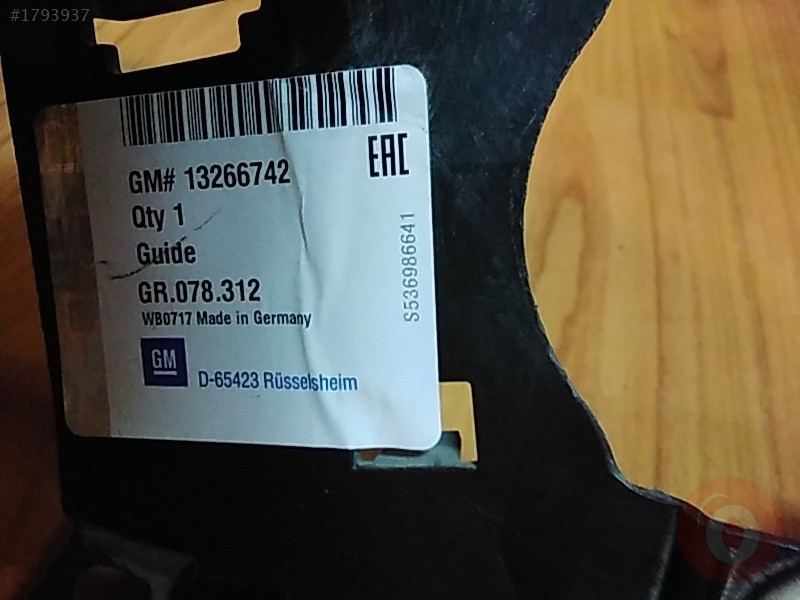 #1793937
EAC
GM# 13266742
Qty 1
Guide
GR.078.312
WB0717 Made in Germany
GM
D-65423 Rüsselsheim
S536986641